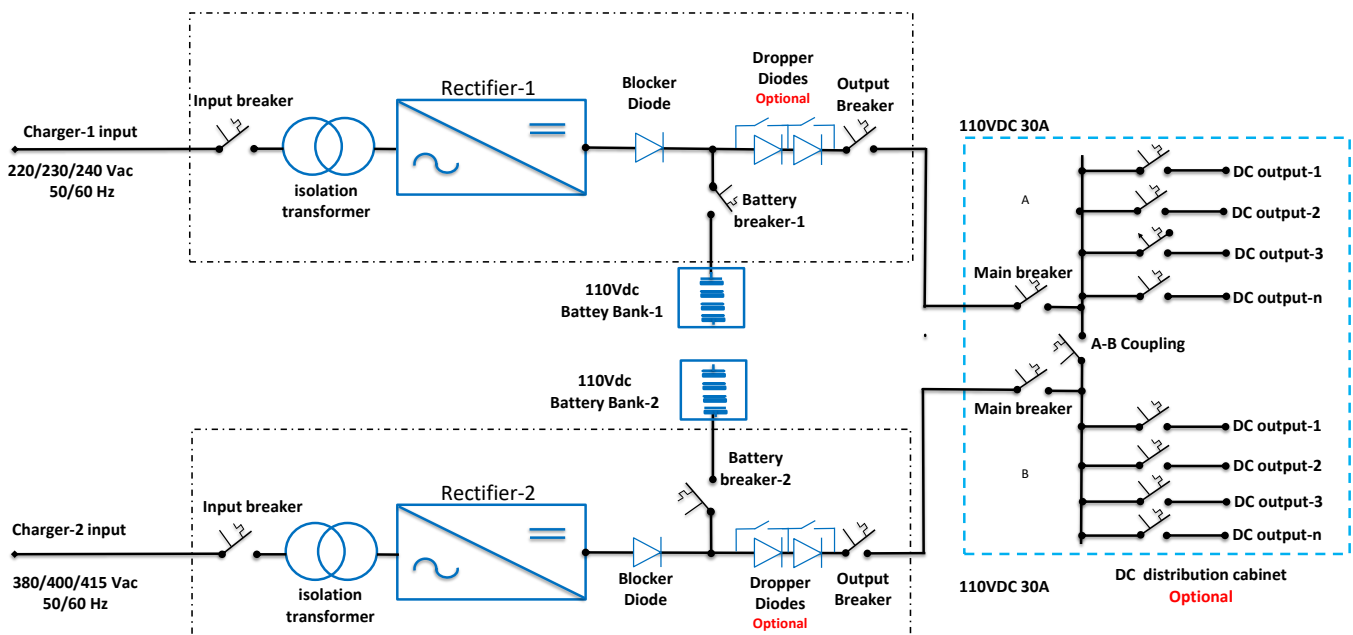 Rectifier-1
Blocker
Diode
Dropper
Diodes
Optional
Output
Breaker
Input breaker
Charger-1 input
220/230/240 Vac
50/60 Hz
isolation
transformer
Battery
breaker-1
110Vdc
Battey Bank-1
110VDC 30A
A
DC output-1
DC output-2
DC output-3
DC output-n
Main breaker
A-B Coupling
110Vdc
Battery Bank-2
Main breaker
B
DC output-1
DC output-2
DC output-3
DC output-n
Battery
breaker-2
Rectifier-2
Input breaker
Charger-2 input
380/400/415 Vac
50/60 Hz
isolation
transformer
Blocker
Diode
Dropper
Diodes
Optional
Output
Breaker
110VDC 30A
DC distribution cabinet
Optional